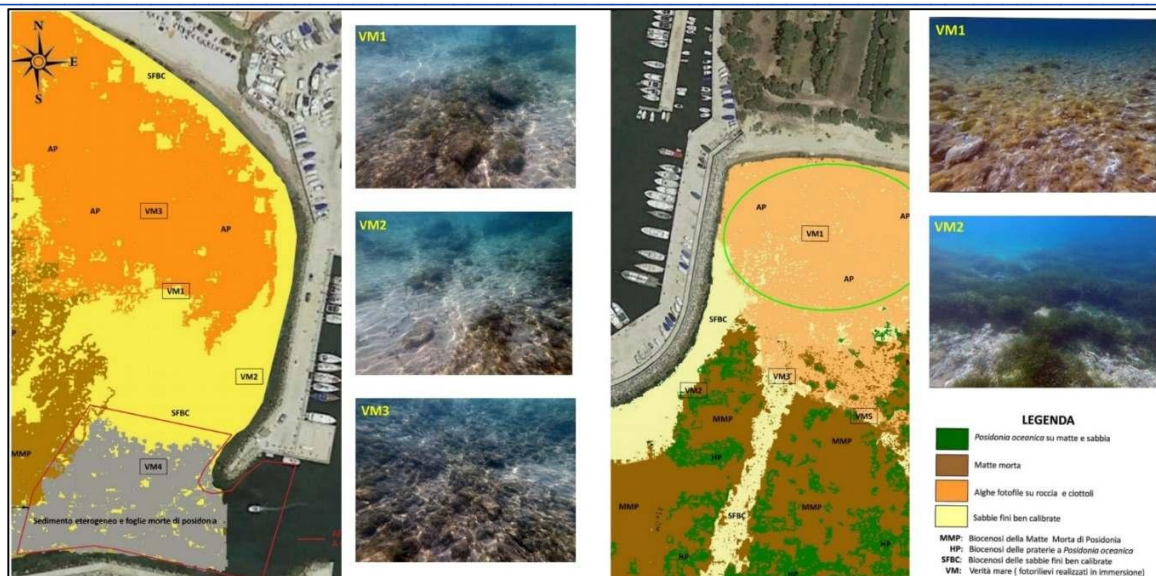 N
E
S
SFBC
AP
AP
VM3
AP
VM1
VM2
SFBC
MMP
VM4
Sedimento eterogeneo e foglie morte di posidonia
VM1
VM2
VM3
AP
AP
VM1
AP
SFBC
VM3
VM2
VM5
MMP
MMP
HP
MMP
MMP
SFBC
HP
HP
VM1
VM2
LEGENDA
Posidonia oceanica su matte e sabbia
Matte morta
Alghe fotofile su roccia e ciottoli
Sabbie fini ben calibrate
MMP: Biocenosi della Matte Morta di Posidonia
HP: Biocenosi delle praterie a Posidonia oceanica
SFBC: Biocenosi delle sabbie fini ben calibrate
VM: Verità mare ( fotorilievi realizzati in immersione)